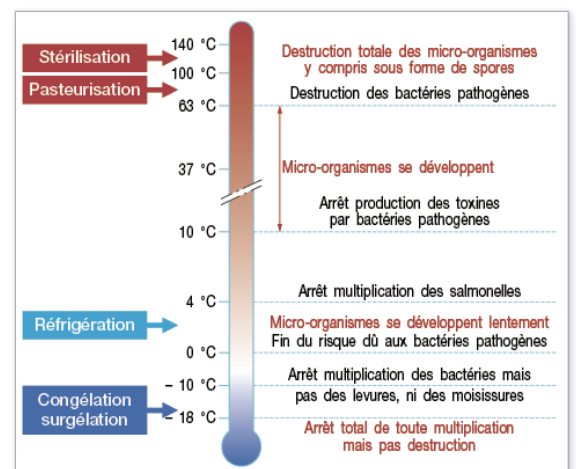 140 °C
Destruction totale des micro-organismes
Stérilisation
y compris sous forme de spores
100 °C
Pasteurisation
Destruction des bactéries pathogènes
63 °C
37 °C
Micro-organismes se développent
Arrêt production des toxines
par bactéries pathogènes
10 °C
Arrêt multiplication des salmonelles
4 °C
Réfrigération
Micro-organismes se développent lentement
Fin du risque dû aux bactéries pathogènes
0 °C
Arrêt multiplication des bactéries mais
– 10 °C
pas des levures, ni des moisissures
Congélation
surgélation
– 18 °C
Arrêt total de toute multiplication
mais pas destruction